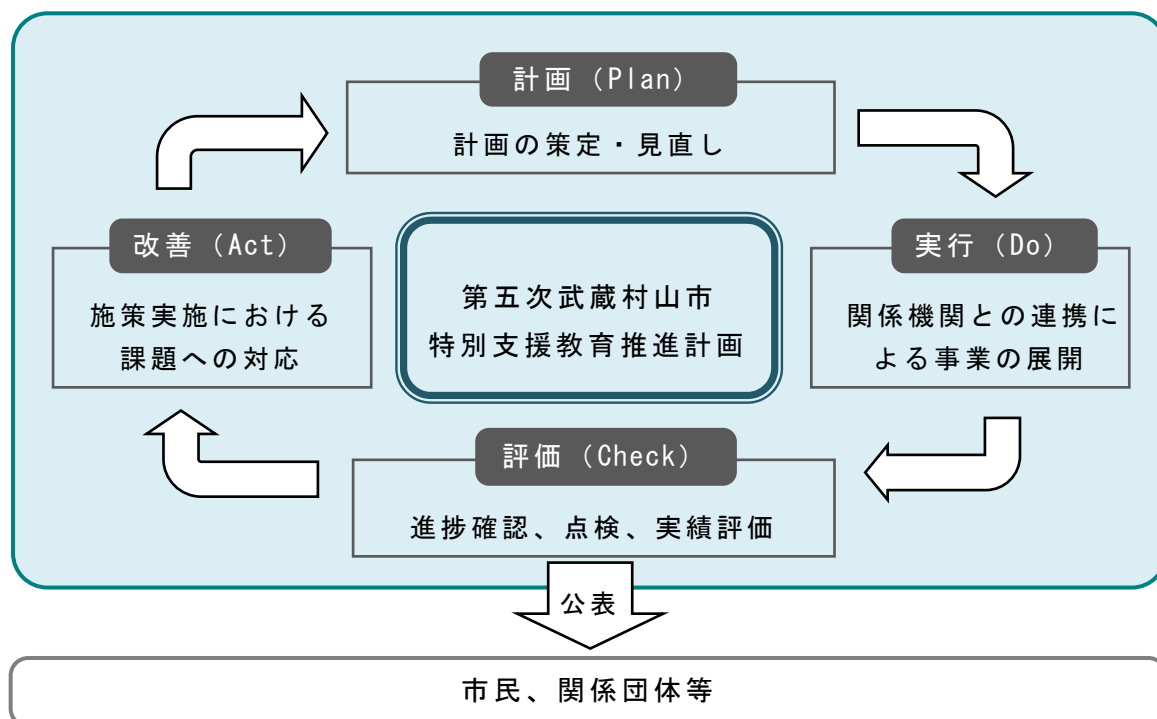 計画（Plan）
計画の策定・見直し
改善（Act）
施策実施における
課題への対応
第五次武蔵村山市
特別支援教育推進計画
実行（Do）
関係機関との連携に
よる事業の展開
評価（Check）
進捗確認、点検、実績評価
公表
市民、関係団体等